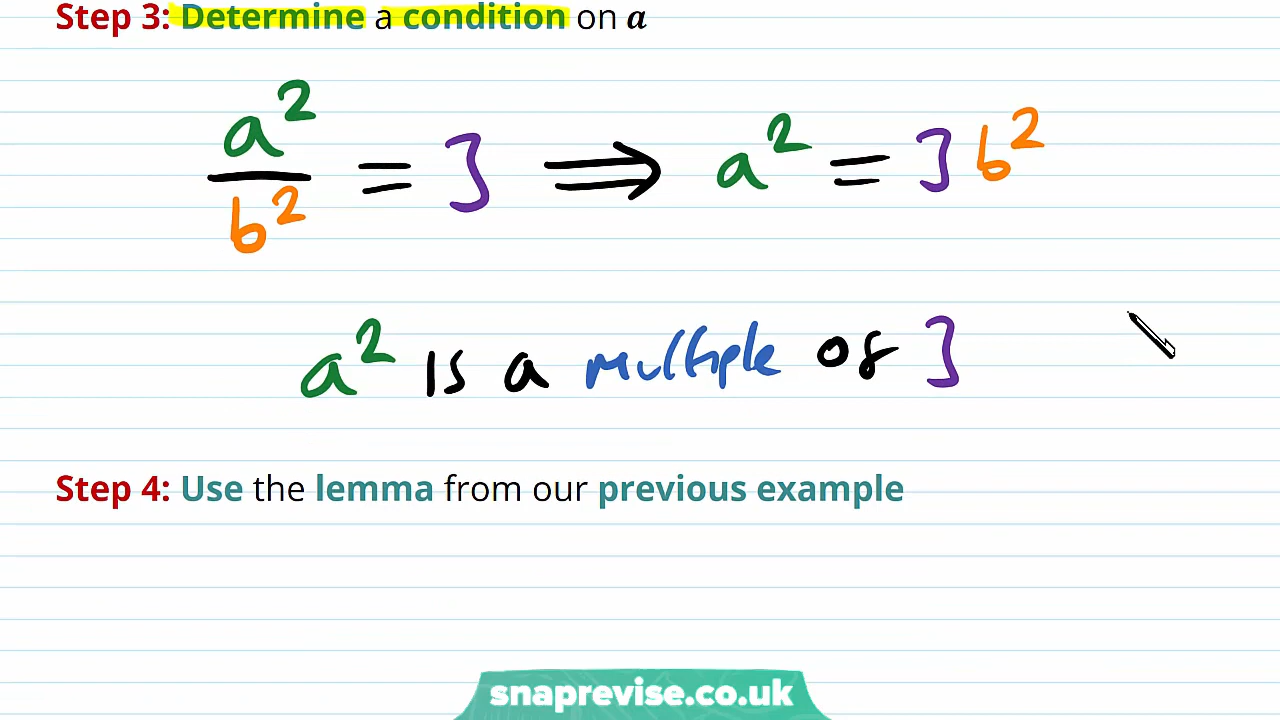 Step 3: Determine a condition on a
a²/b² = 3 ⟹ a² = 3b²
a² is a multiple of 3
Step 4: Use the lemma from our previous example
snaprevise.co.uk